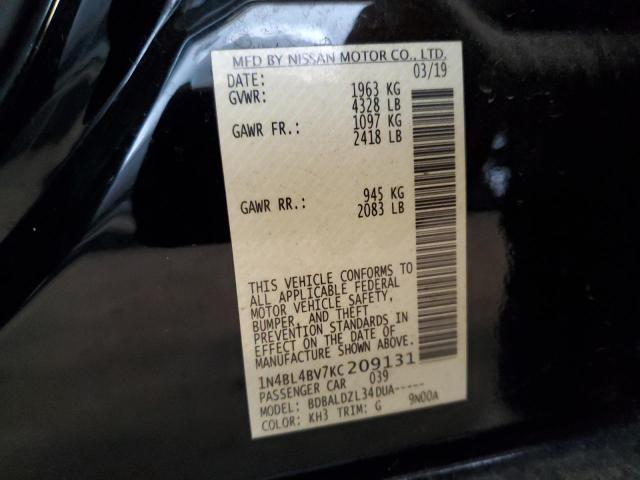 MFD BY NISSAN MOTOR CO., LTD.
DATE: 03/19
GVWR: 1963 KG
4328 LB
GAWR FR.: 1097 KG
2418 LB
GAWR RR.: 945 KG
2083 LB
THIS VEHICLE CONFORMS TO
ALL APPLICABLE FEDERAL
MOTOR VEHICLE SAFETY,
BUMPER, AND THEFT
PREVENTION STANDARDS IN
EFFECT ON THE DATE OF
MANUFACTURE SHOWN ABOVE.
1N4BL4BV7KC209131
PASSENGER CAR 039
MODEL: BDBALDZL34DUA-----
COLOR: KH3 TRIM: G 9N00A